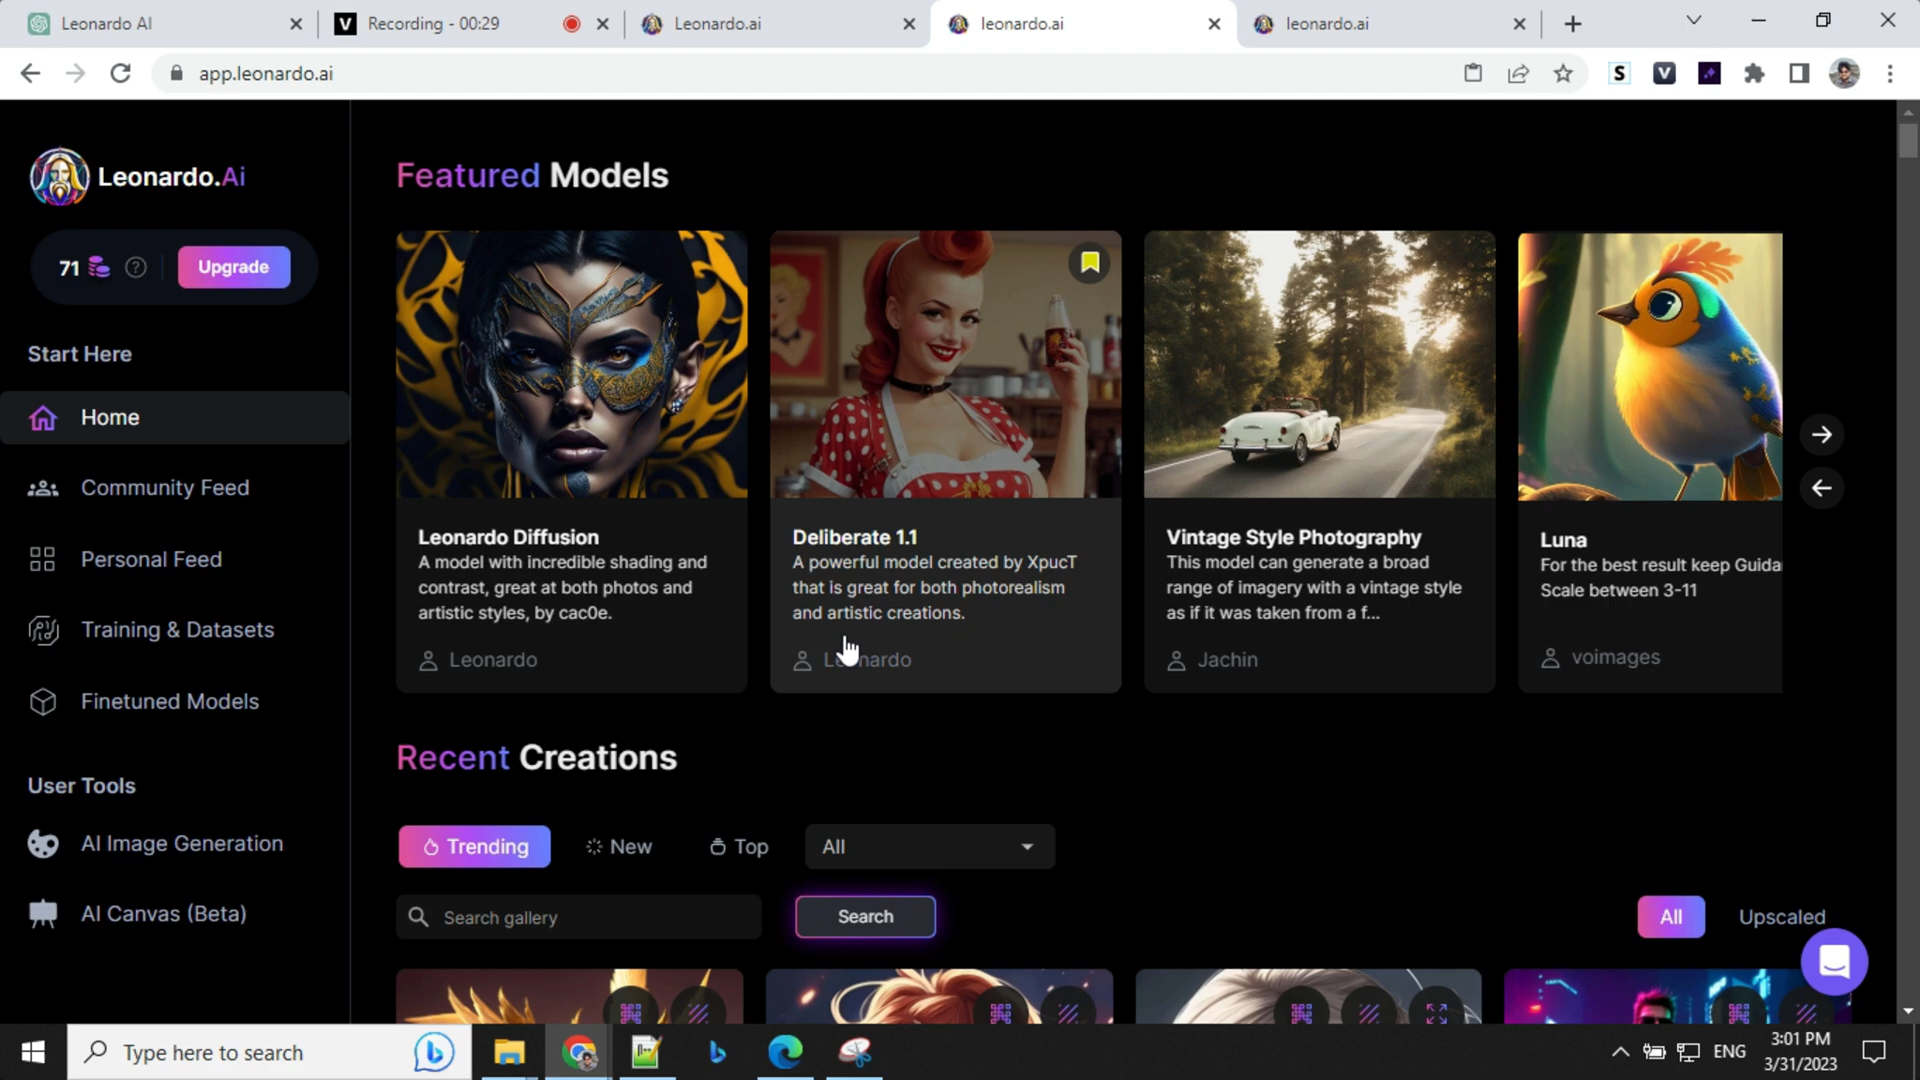 Leonardo AI
V
Recording - 00:29
Leonardo.ai
leonardo.ai
leonardo.ai
app.leonardo.ai
S
V
Leonardo.Ai
71
?
Upgrade
Start Here
Home
Community Feed
Personal Feed
Training & Datasets
Finetuned Models
User Tools
AI Image Generation
AI Canvas (Beta)
Featured Models
Leonardo Diffusion
A model with incredible shading and
contrast, great at both photos and
artistic styles, by cac0e.
Leonardo
Deliberate 1.1
A powerful model created by XpucT
that is great for both photorealism
and artistic creations.
Leonardo
Vintage Style Photography
This model can generate a broad
range of imagery with a vintage style
as if it was taken from a f...
Jachin
Luna
For the best result keep Guida
Scale between 3-11
voimages
Recent Creations
Trending
New
Top
All
Search gallery
Search
All
Upscaled
Type here to search
ENG
3:01 PM
3/31/2023